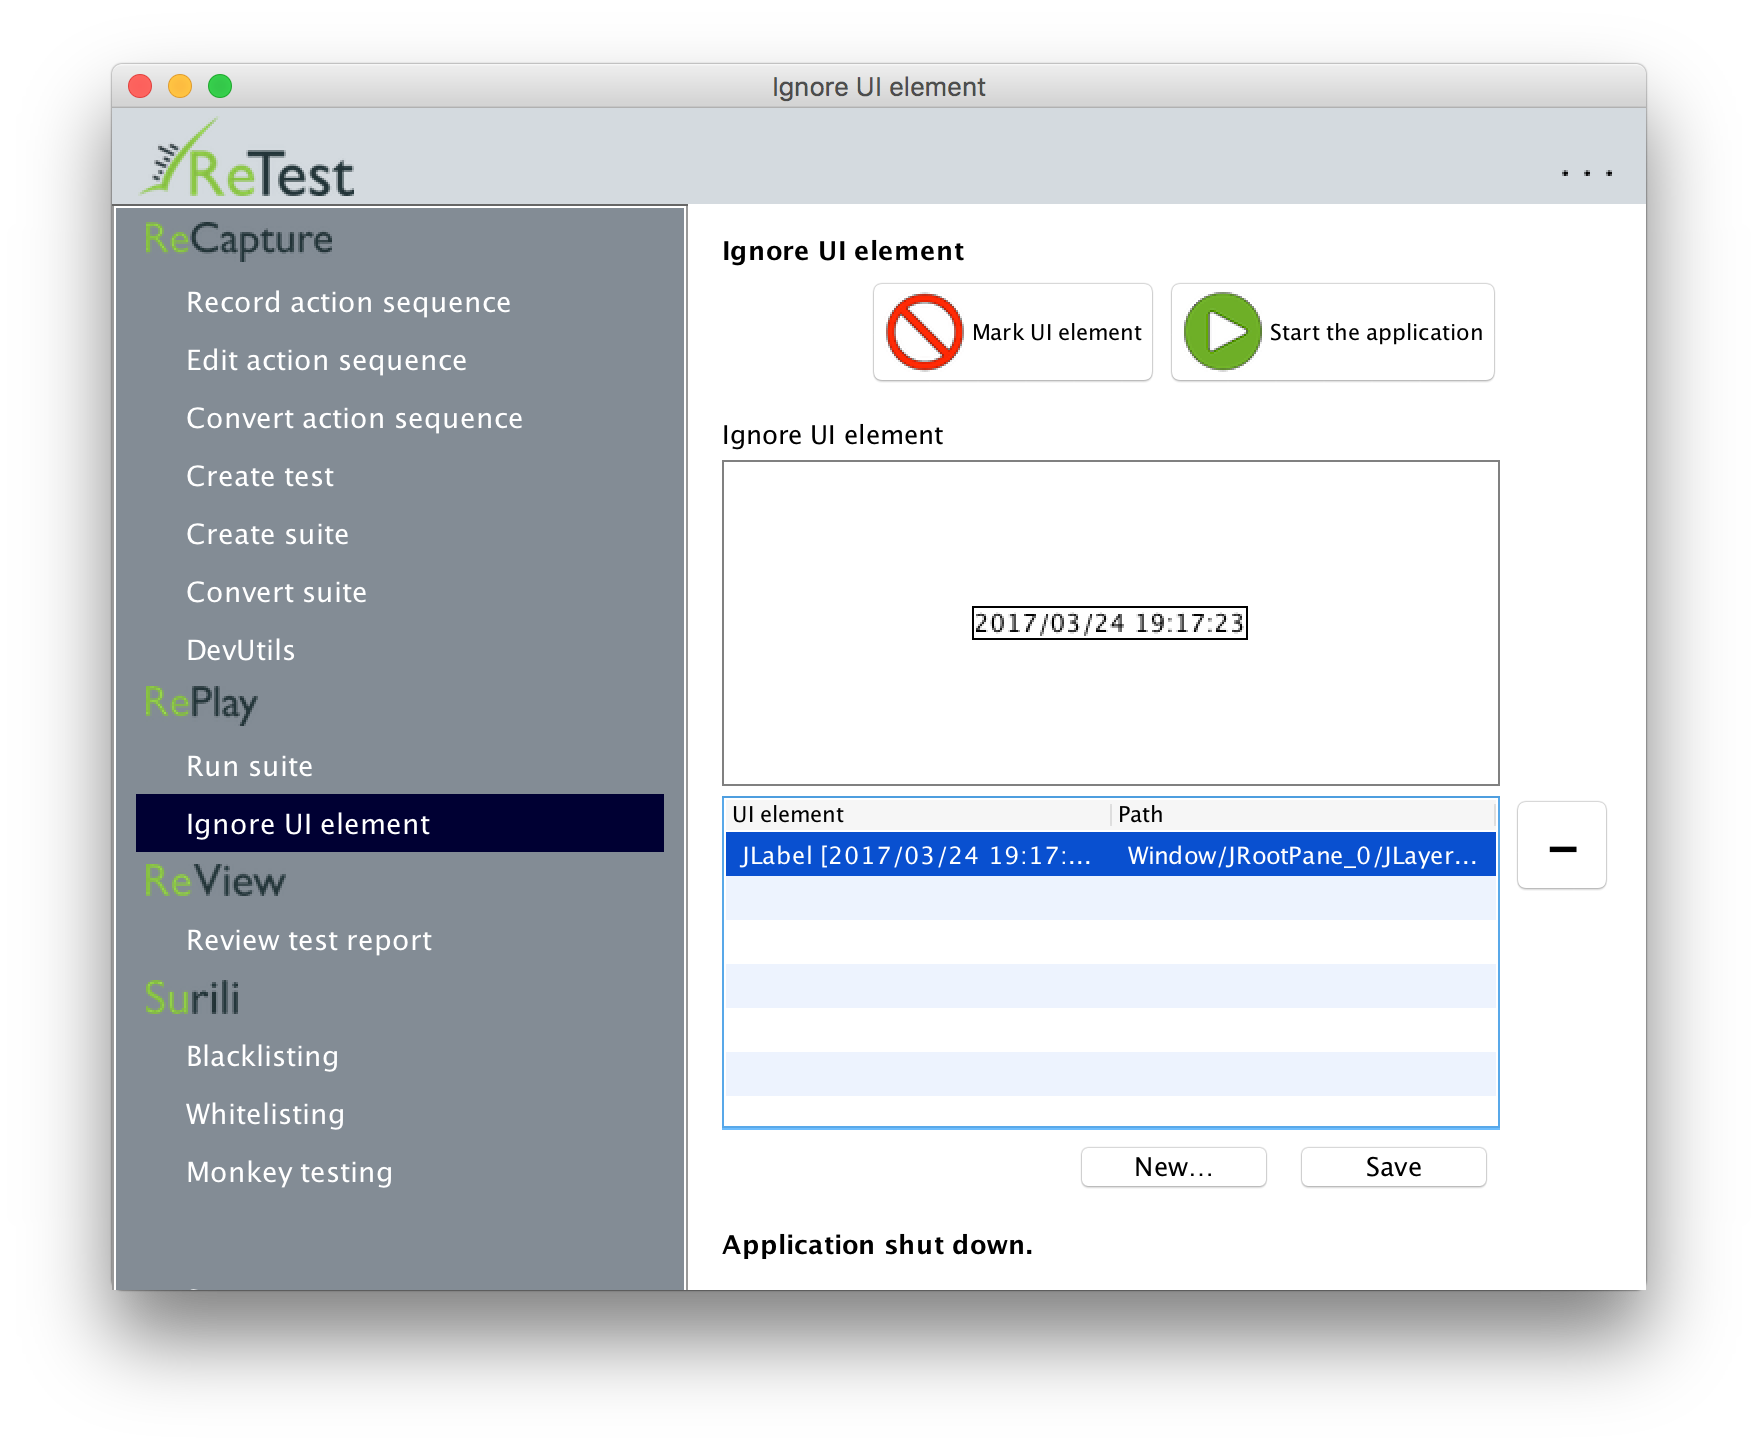 Ignore UI element
ReTest
...
ReCapture
Record action sequence
Edit action sequence
Convert action sequence
Create test
Create suite
Convert suite
DevUtils
RePlay
Run suite
Ignore UI element
ReView
Review test report
Surili
Blacklisting
Whitelisting
Monkey testing
Ignore UI element
Mark UI element
Start the application
Ignore UI element
2017/03/24 19:17:23
UI element Path
JLabel [2017/03/24 19:17:... Window/JRootPane_0/JLayer...
–
New...
Save
Application shut down.